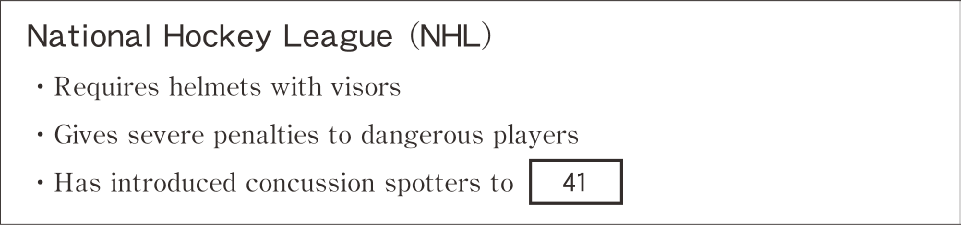 National Hockey League (NHL)
・Requires helmets with visors
・Gives severe penalties to dangerous players
・Has introduced concussion spotters to 41